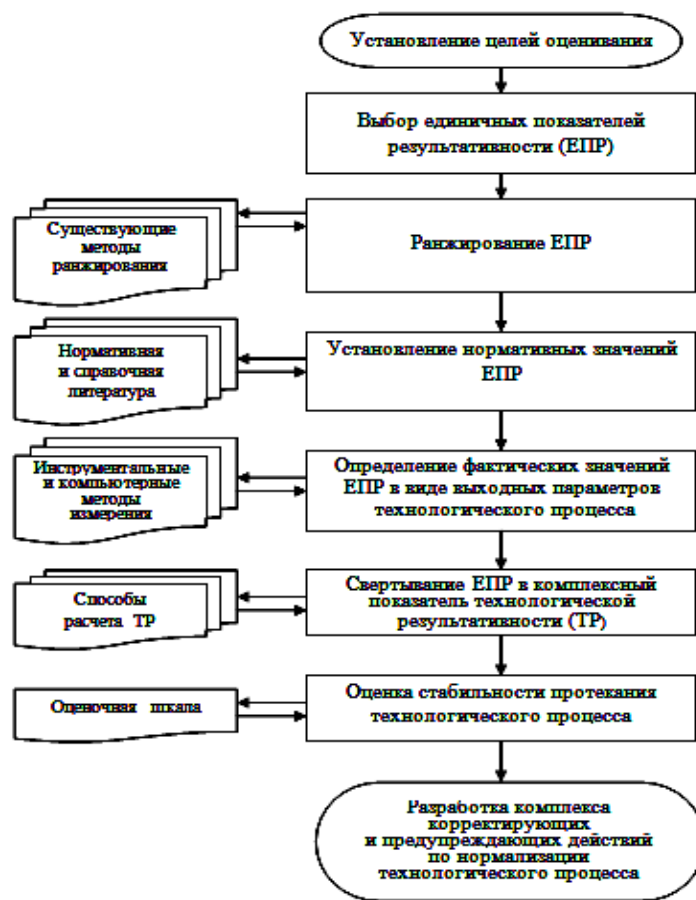 Установление целей оценивания
Выбор единичных показателей
результативности (ЕПР)
Существующие
методы
ранжирования
Ранжирование ЕПР
Нормативная
и справочная
литература
Установление нормативных значений
ЕПР
Инструментальные
и компьютерные
методы
измерения
Определение фактических значений
ЕПР в виде выходных параметров
технологического процесса
Способы
расчета ТР
Свертывание ЕПР в комплексный
показатель технологической
результативности (ТР)
Оценочная шкала
Оценка стабильности протекания
технологического процесса
Разработка комплекса
корректирующих
и предупреждающих действий
по нормализации
технологического процесса